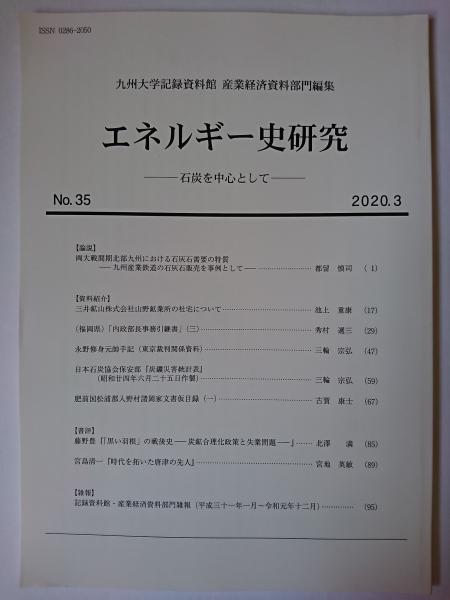 ISSN 0286-2050
九州大学記録資料館 産業経済資料部門編集
エネルギー史研究
――石炭を中心として――
No.35 2020.3
【論説】
両大戦間期北部九州における石灰石需要の特質
――九州産業鉄道の石灰石販売を事例として――……………… 都留 慎司 (1)
【資料紹介】
三井鉱山株式会社山野鉱業所の社宅について……………… 池上 重康 (17)
(福岡県)「内政部長事務引継書」(三)……………… 秀村 選三 (29)
永野修身元帥手記(東京裁判関係資料)……………… 三輪 宗弘 (47)
日本石炭協会保安部『炭鑛災害統計表』
(昭和廿四年六月二十五日作製)……………… 三輪 宗弘 (59)
肥前国松浦郡入野村諸岡家文書仮目録(一)……………… 古賀 康士 (67)
【書評】
藤野豊『「黒い羽根」の戦後史――炭鉱合理化政策と失業問題――』…… 北澤 満 (85)
宮島清一『時代を拓いた唐津の先人』……………… 宮地 英敏 (89)
【雑報】
記録資料館・産業経済資料部門雑報(平成三十一年一月～令和元年十二月)………… (95)